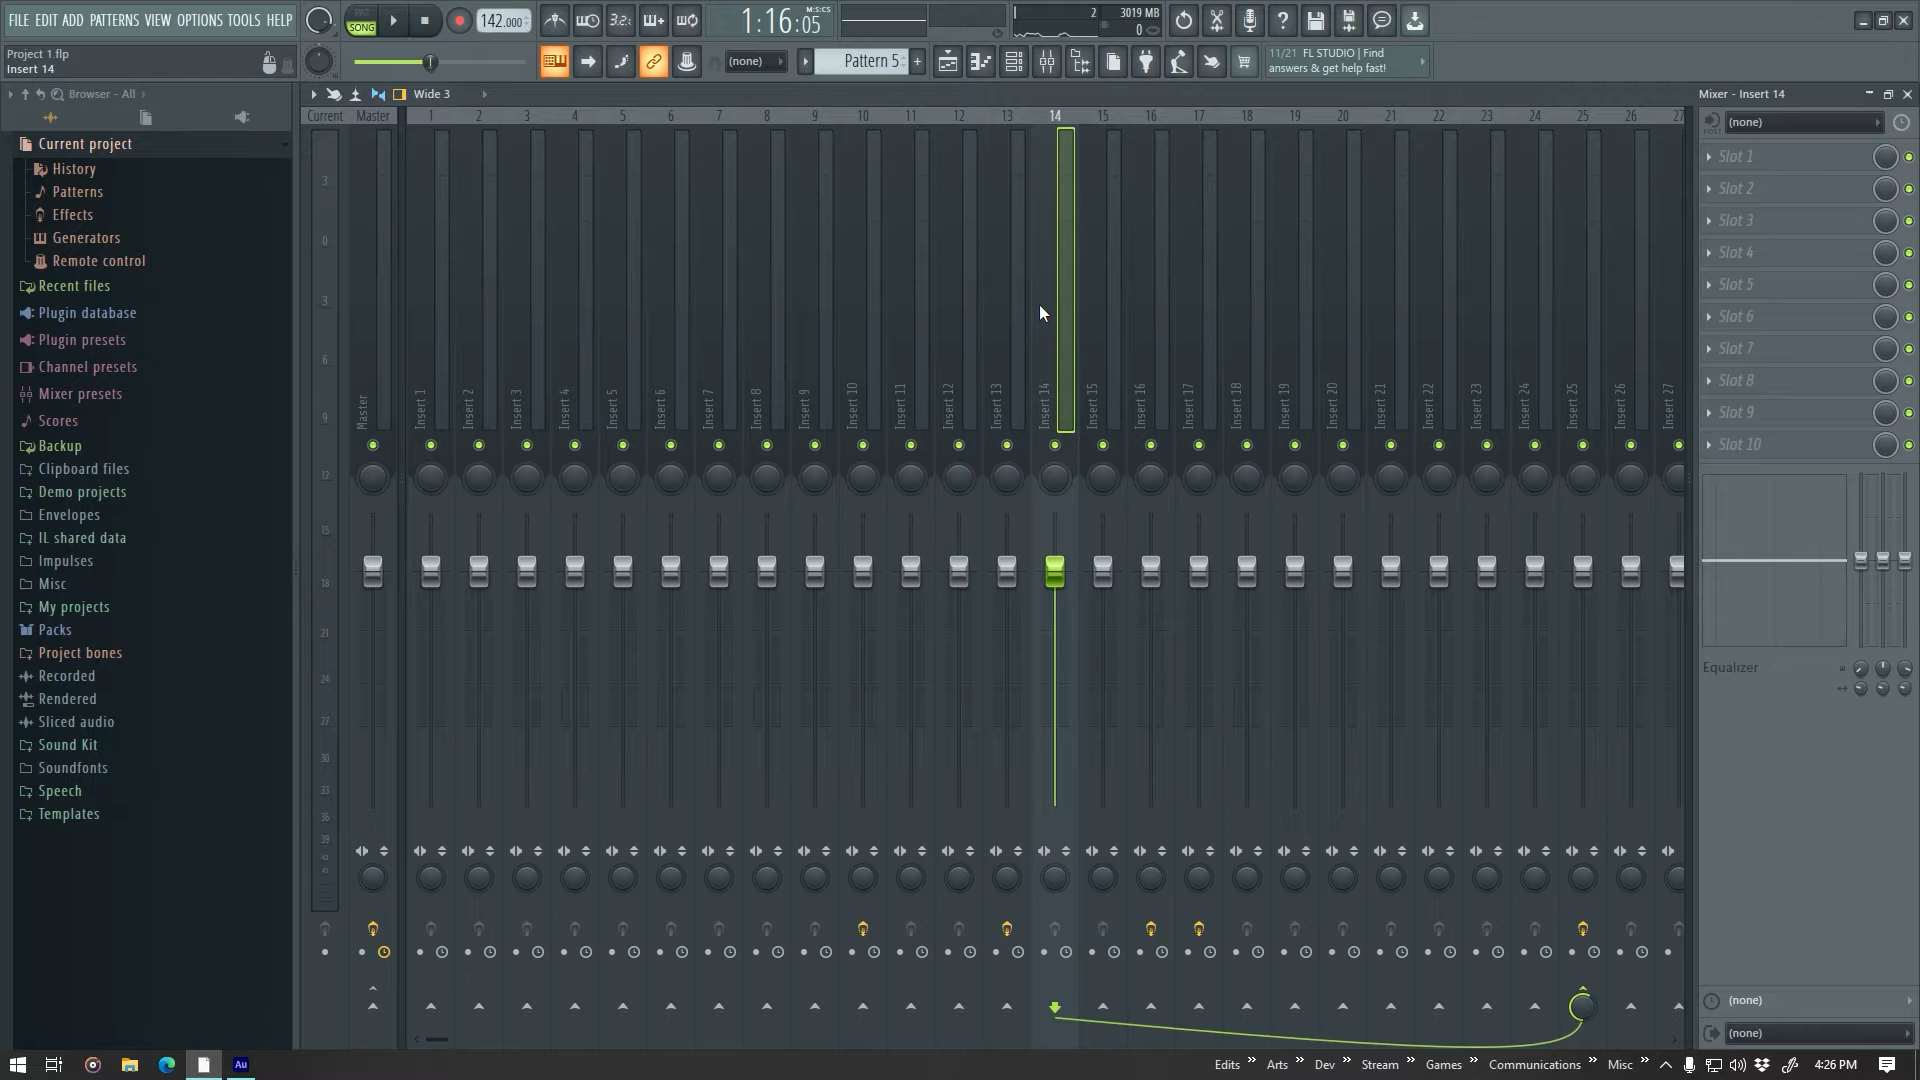 FILE EDIT ADD PATTERNS VIEW OPTIONS TOOLS HELP
PAT
SONG
142.000
3.2:
1:16:05
M:S:CS
2
3019 MB
0
Project 1.flp
Insert 14
(none)
Pattern 5
+
11/21 FL STUDIO | Find
answers & get help fast!
Browser - All
Wide 3
Mixer - Insert 14
Current project
History
Patterns
Effects
Generators
Remote control
Recent files
Plugin database
Plugin presets
Channel presets
Mixer presets
Scores
Backup
Clipboard files
Demo projects
Envelopes
IL shared data
Impulses
Misc
My projects
Packs
Project bones
Recorded
Rendered
Sliced audio
Sound Kit
Soundfonts
Speech
Templates
Current Master 1 2 3 4 5 6 7 8 9 10 11 12 13 14 15 16 17 18 19 20 21 22 23 24 25 26 27
3
0
3
6
9
12
15
18
21
24
27
30
33
36
39
Master
Insert 1
Insert 2
Insert 3
Insert 4
Insert 5
Insert 6
Insert 7
Insert 8
Insert 9
Insert 10
Insert 11
Insert 12
Insert 13
Insert 14
Insert 15
Insert 16
Insert 17
Insert 18
Insert 19
Insert 20
Insert 21
Insert 22
Insert 23
Insert 24
Insert 25
Insert 26
Insert 27
POST
(none)
Slot 1
Slot 2
Slot 3
Slot 4
Slot 5
Slot 6
Slot 7
Slot 8
Slot 9
Slot 10
Equalizer
(none)
(none)
Au
Edits » Arts » Dev » Stream » Games » Communications » Misc »
4:26 PM